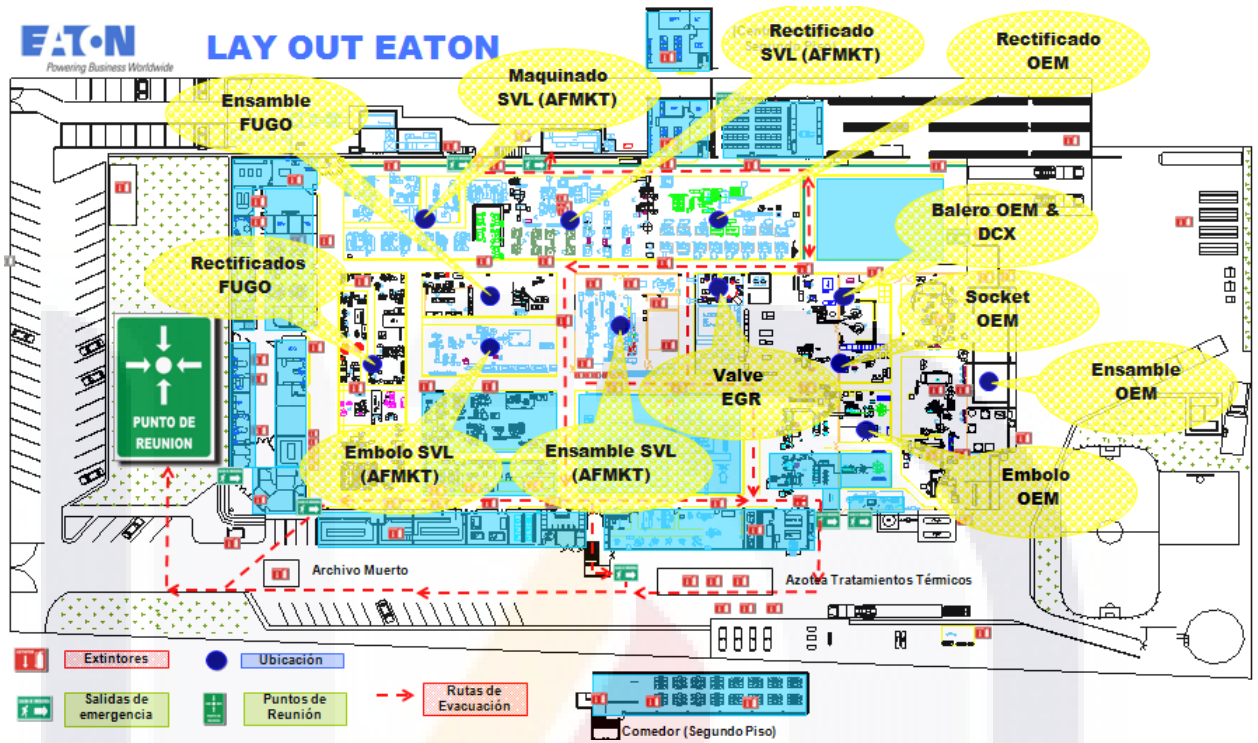 EATON
Powering Business Worldwide
LAY OUT EATON
Rectificado
SVL (AFMKT)
Rectificado
OEM
Maquinado
SVL (AFMKT)
Ensamble
FUGO
Balero OEM &
DCX
Rectificados
FUGO
Socket
OEM
Valve
EGR
Ensamble
OEM
PUNTO DE
REUNION
Embolo SVL
(AFMKT)
Ensamble SVL
(AFMKT)
Embolo
OEM
Archivo Muerto
Azotea Tratamientos Térmicos
Extintores
Ubicación
Salidas de
emergencia
Puntos de
Reunión
Rutas de
Evacuación
Comedor (Segundo Piso)